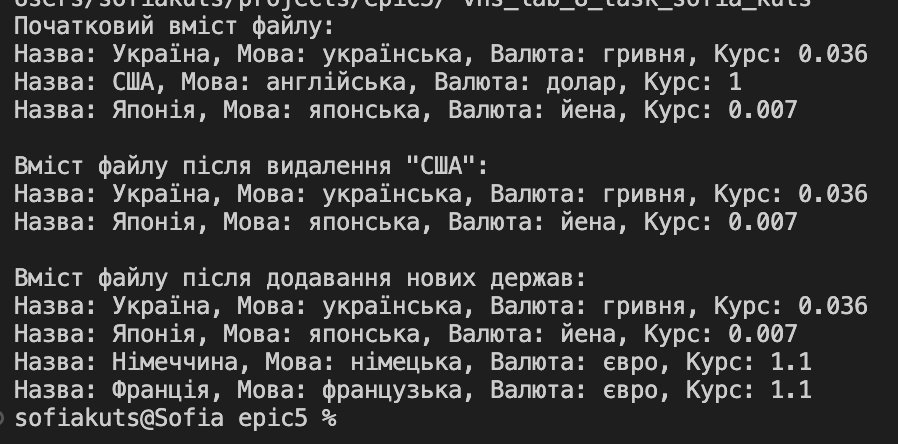 users/sofiakuts/projects/epic5/"vns_lab_8_task_sofia_kuts
Початковий вміст файлу:
Назва: Україна, Мова: українська, Валюта: гривня, Курс: 0.036
Назва: США, Мова: англійська, Валюта: долар, Курс: 1
Назва: Японія, Мова: японська, Валюта: йена, Курс: 0.007
Вміст файлу після видалення "США":
Назва: Україна, Мова: українська, Валюта: гривня, Курс: 0.036
Назва: Японія, Мова: японська, Валюта: йена, Курс: 0.007
Вміст файлу після додавання нових держав:
Назва: Україна, Мова: українська, Валюта: гривня, Курс: 0.036
Назва: Японія, Мова: японська, Валюта: йена, Курс: 0.007
Назва: Німеччина, Мова: німецька, Валюта: євро, Курс: 1.1
Назва: Франція, Мова: французька, Валюта: євро, Курс: 1.1
sofiakuts@Sofia epic5 %